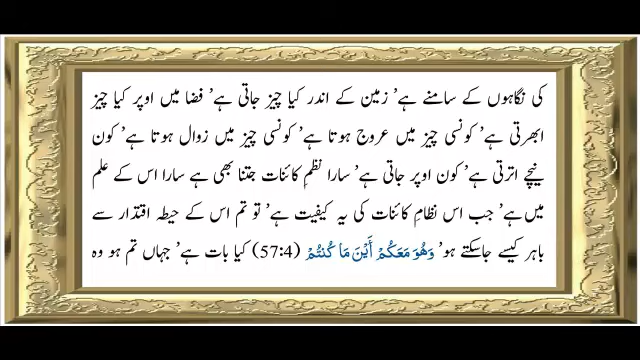 کی نگاہوں کے سامنے ہے’ زمین کے اندر کیا چیز جاتی ہے’ فضا میں اوپر کیا چیز
ابھرتی ہے’ کونسی چیز میں عروج ہوتا ہے’ کونسی چیز میں زوال ہوتا ہے’ کون
نیچے اترتی ہے’ کون اوپر جاتی ہے’ سارا نظمِ کائنات جتنا بھی ہے سارا اس کے علم
میں ہے’ جب اس نظامِ کائنات کی یہ کیفیت ہے’ تو تم اس کے حیطہ اقتدار سے
باہر کیسے جاسکتے ہو’ وَهُوَ مَعَكُمْ أَيْنَ مَا كُنتُمْ (57:4) کیا بات ہے’ جہاں تم ہو وہ